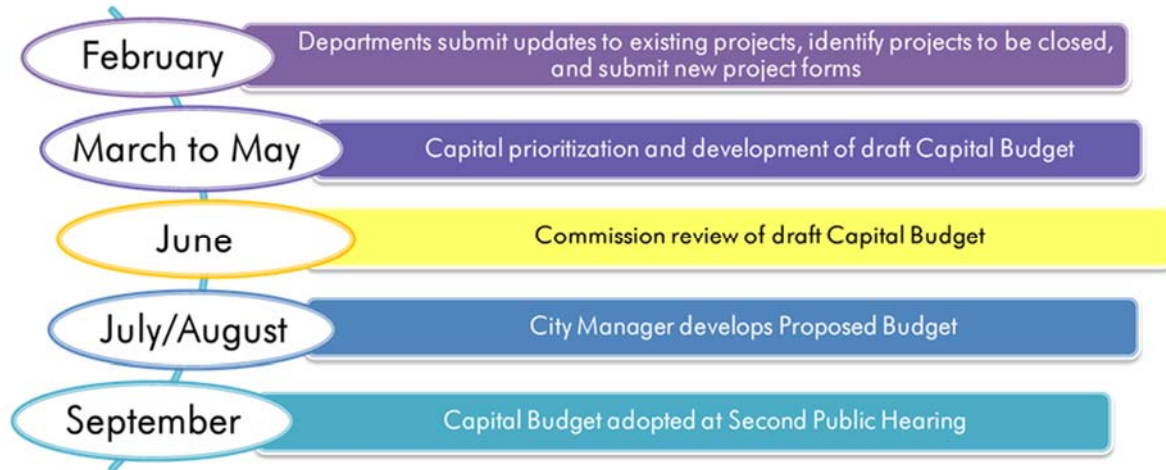 February
Departments submit updates to existing projects, identify projects to be closed,
and submit new project forms
March to May
Capital prioritization and development of draft Capital Budget
June
Commission review of draft Capital Budget
July/August
City Manager develops Proposed Budget
September
Capital Budget adopted at Second Public Hearing